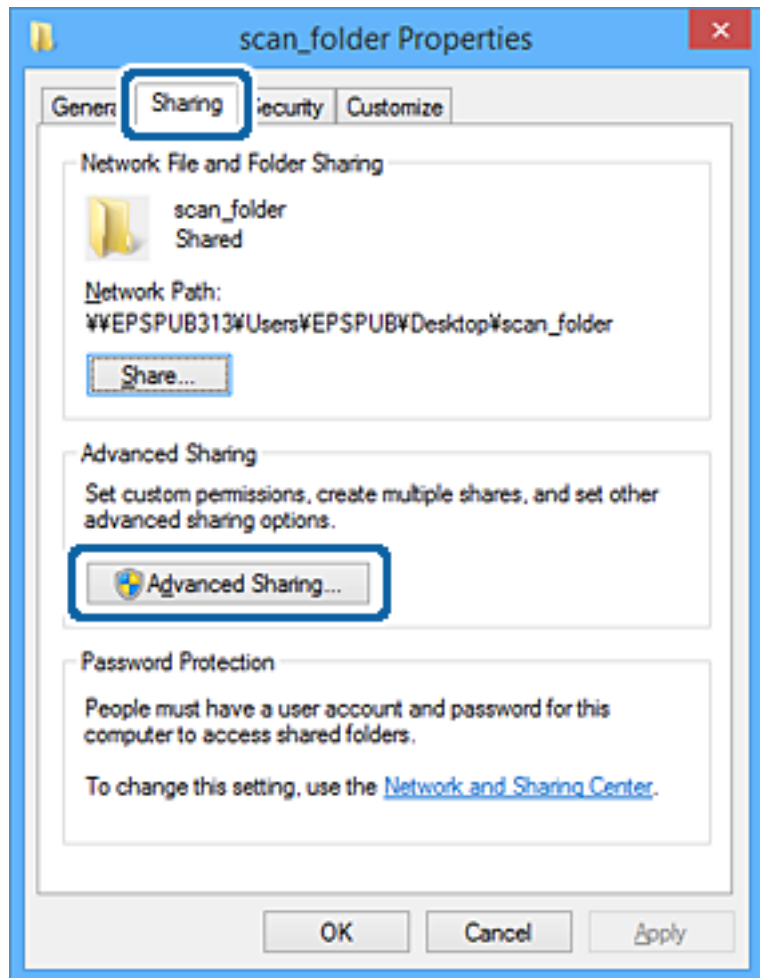 scan_folder Properties
General Sharing Security Customize
Network File and Folder Sharing
scan_folder
Shared
Network Path:
¥¥EPSPUB313¥Users¥EPSPUB¥Desktop¥scan_folder
Share...
Advanced Sharing
Set custom permissions, create multiple shares, and set other
advanced sharing options.
Advanced Sharing...
Password Protection
People must have a user account and password for this
computer to access shared folders.
To change this setting, use the Network and Sharing Center.
OK Cancel Apply